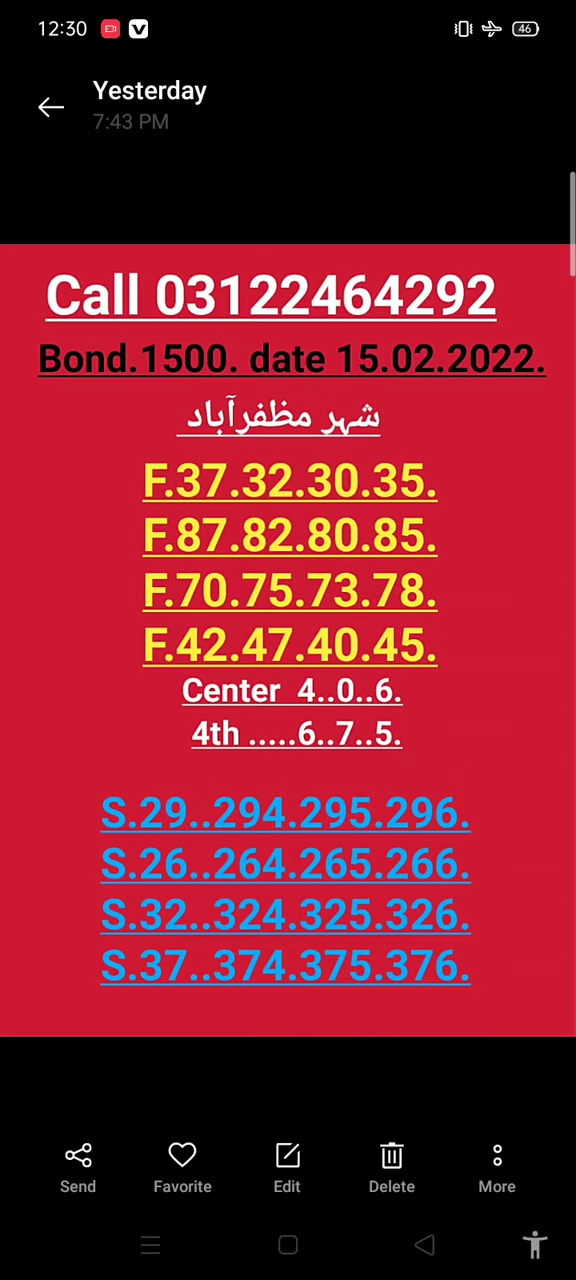 12:30
46
Yesterday
7:43 PM
Call 03122464292
Bond.1500. date 15.02.2022.
شہر مظفرآباد
F.37.32.30.35.
F.87.82.80.85.
F.70.75.73.78.
F.42.47.40.45.
Center 4..0..6.
4th .....6..7..5.
S.29..294.295.296.
S.26..264.265.266.
S.32..324.325.326.
S.37..374.375.376.
Send Favorite Edit Delete More